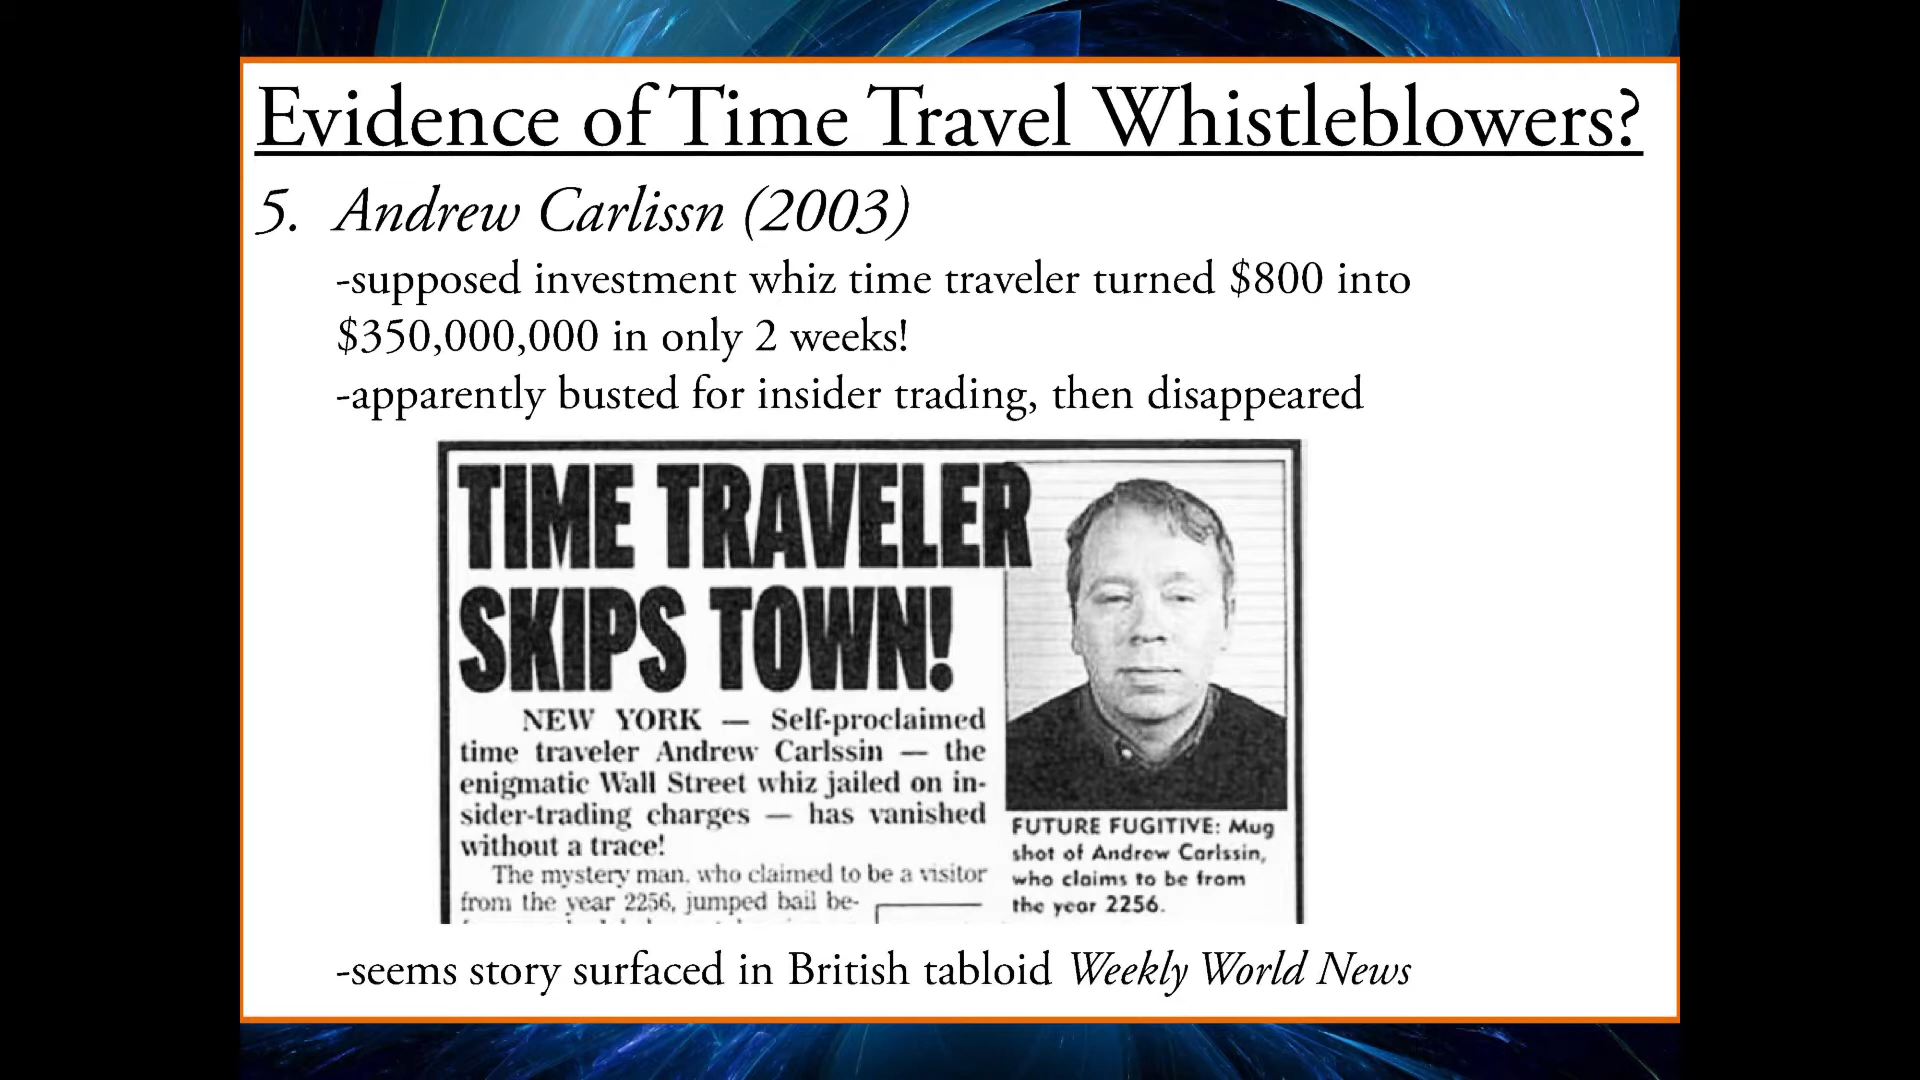 Evidence of Time Travel Whistleblowers?
5. Andrew Carlissn (2003)
-supposed investment whiz time traveler turned $800 into
$350,000,000 in only 2 weeks!
-apparently busted for insider trading, then disappeared
TIME TRAVELER
SKIPS TOWN!
NEW YORK — Self-proclaimed
time traveler Andrew Carlssin — the
enigmatic Wall Street whiz jailed on in-
sider-trading charges — has vanished
without a trace!
The mystery man, who claimed to be a visitor
from the year 2256, jumped bail be-
FUTURE FUGITIVE: Mug
shot of Andrew Carlssin,
who claims to be from
the year 2256.
-seems story surfaced in British tabloid Weekly World News